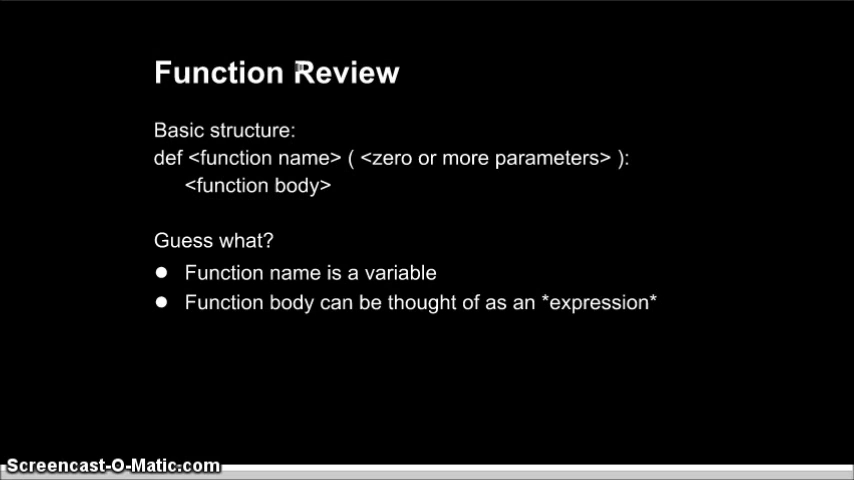 Function Review
Basic structure:
def <function name> ( <zero or more parameters> ):
<function body>
Guess what?
● Function name is a variable
● Function body can be thought of as an *expression*
Screencast-O-Matic.com